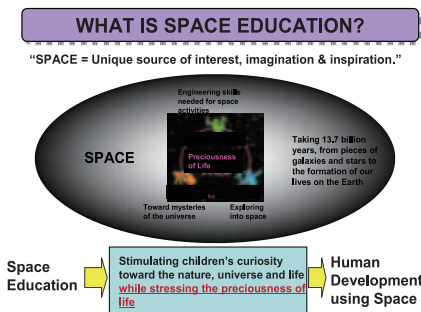 WHAT IS SPACE EDUCATION?
“SPACE = Unique source of interest, imagination & inspiration.”
Engineering skills
needed for space
activities
SPACE
Preciousness
of Life
Taking 13.7 billion
years, from pieces of
galaxies and stars to
the formation of our
lives on the Earth
Toward mysteries
of the universe
Exploring
into space
Space
Education
Stimulating children’s curiosity
toward the nature, universe and life
while stressing the preciousness of
life
Human
Development
using Space